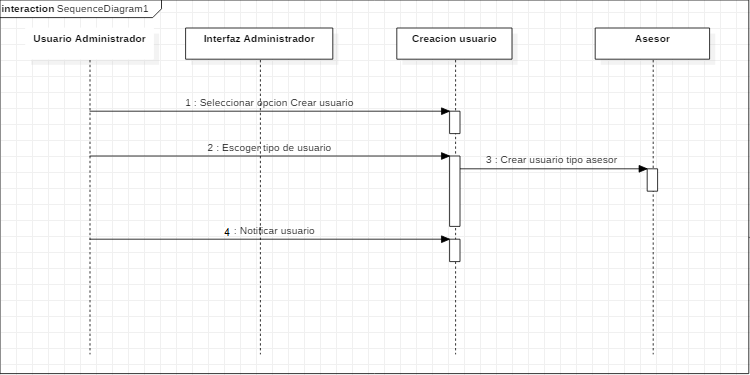 interaction SequenceDiagram1
Usuario Administrador
Interfaz Administrador
Creacion usuario
Asesor
1 : Seleccionar opcion Crear usuario
2 : Escoger tipo de usuario
3 : Crear usuario tipo asesor
4 : Notificar usuario